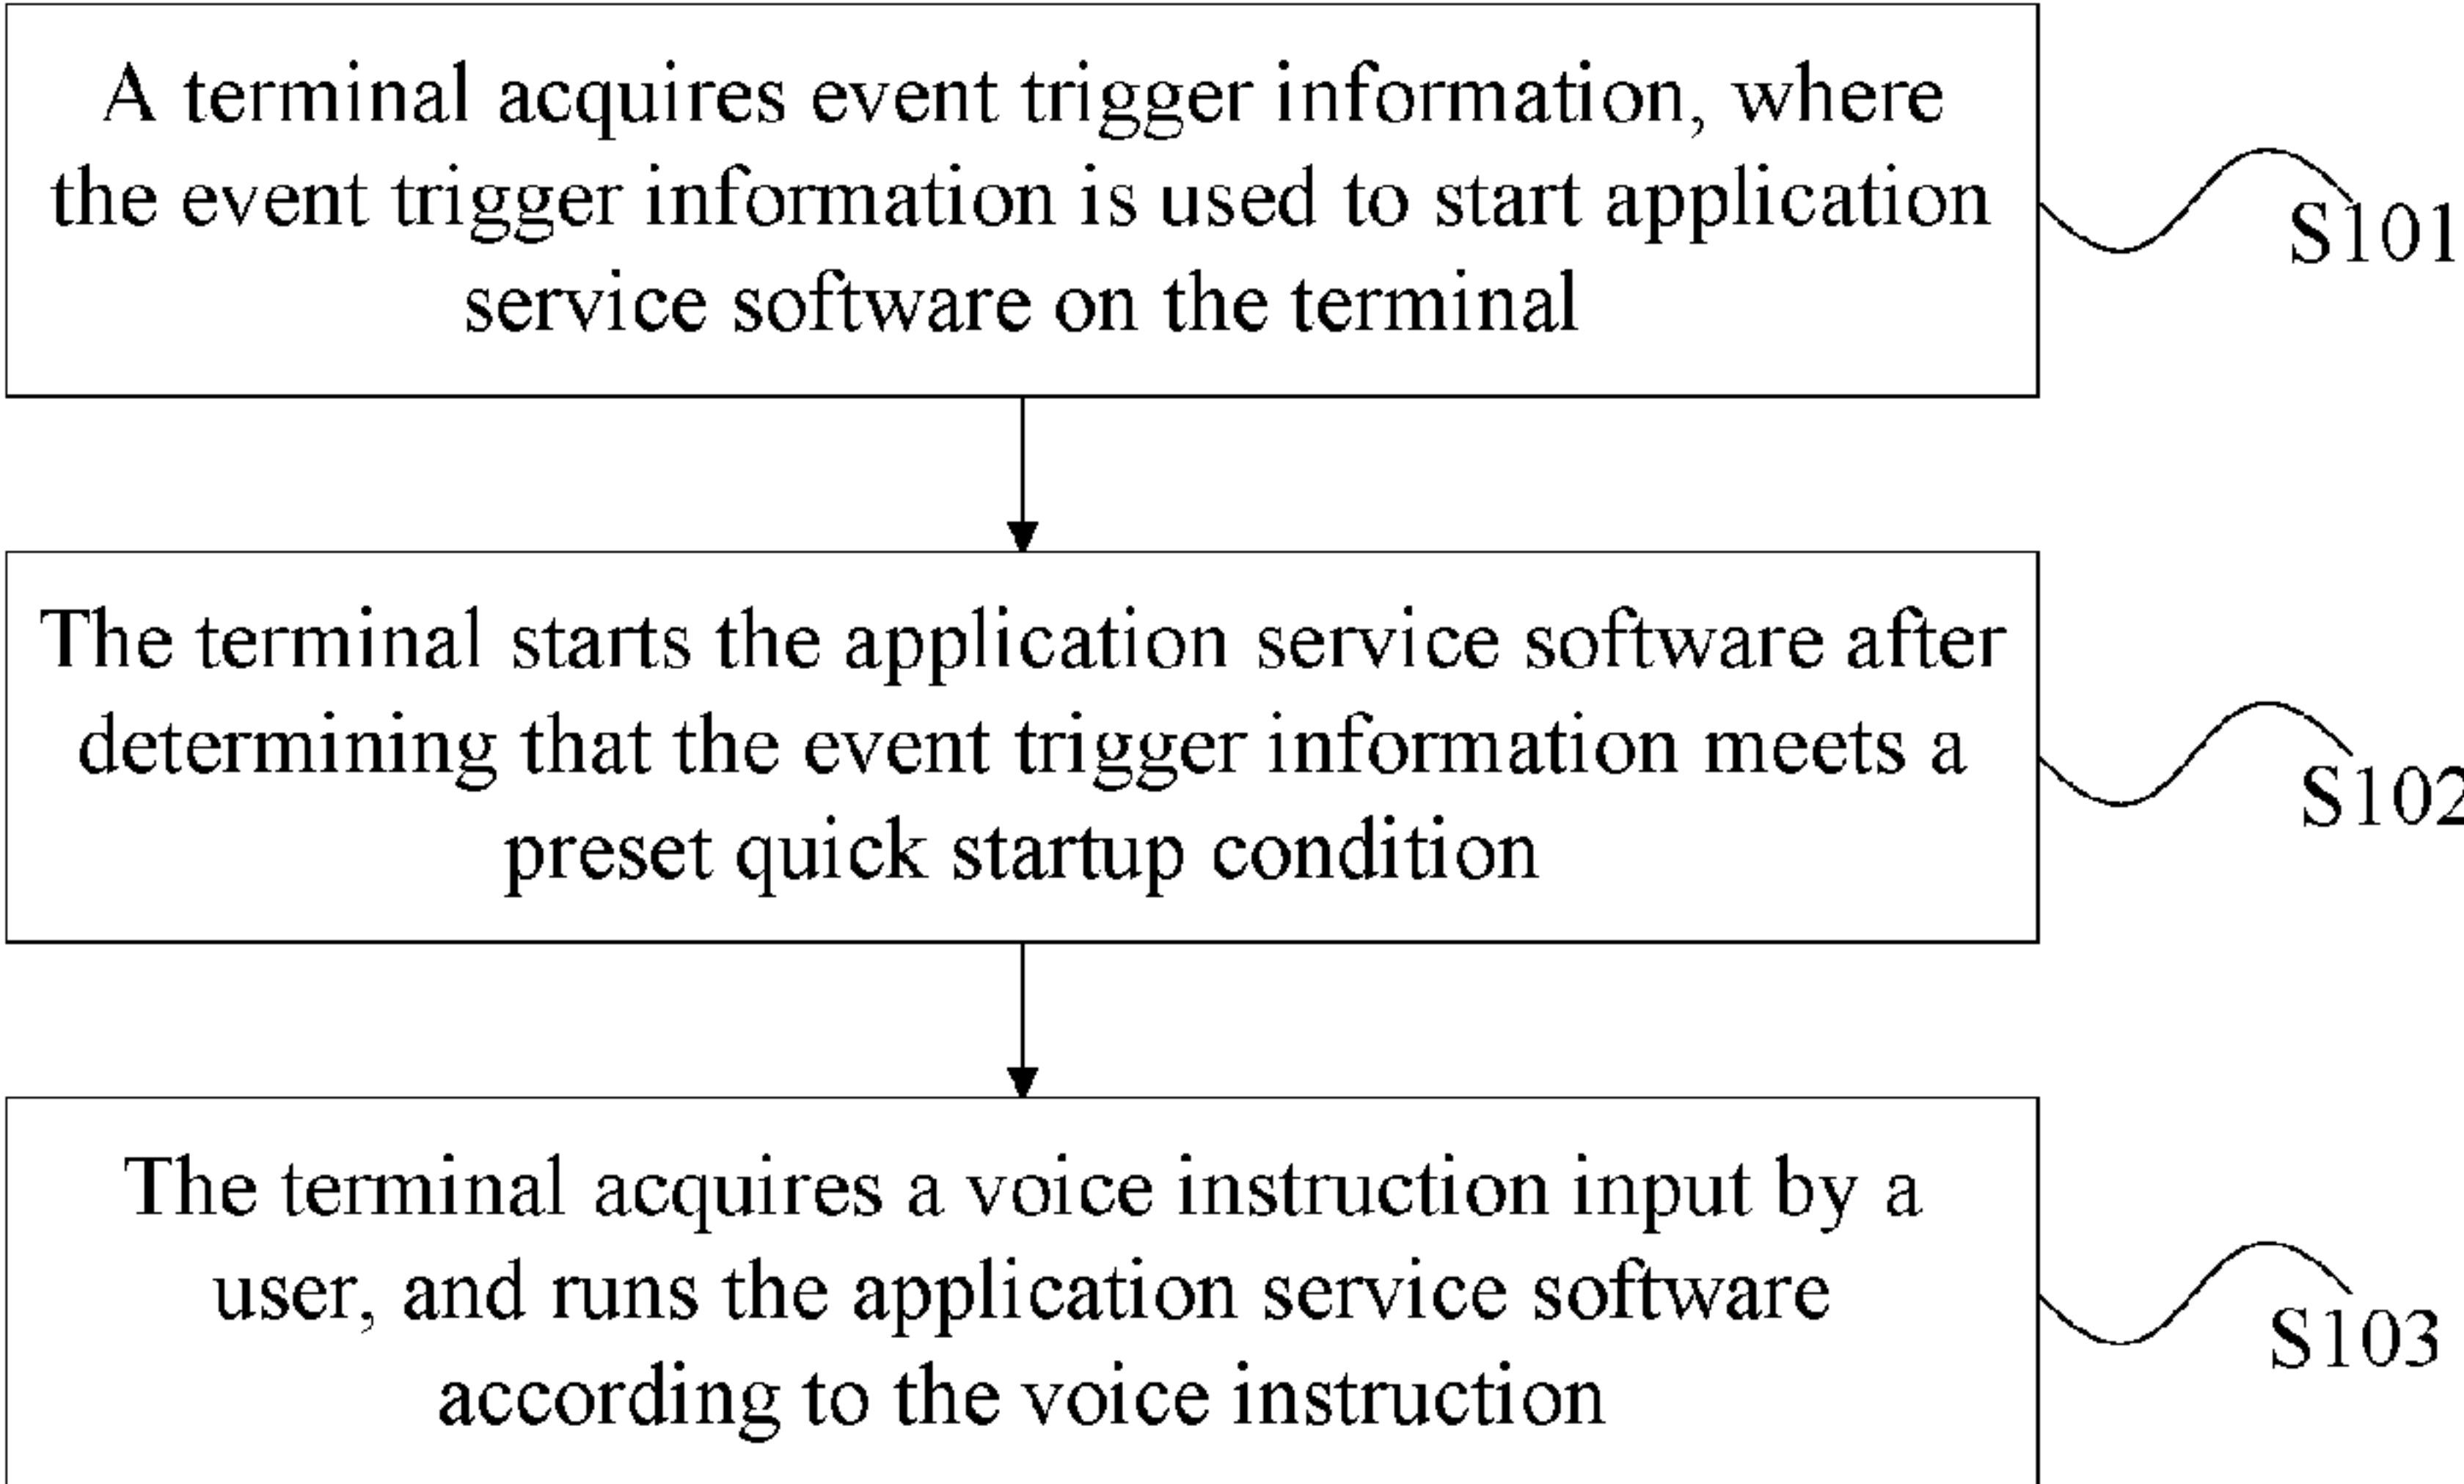 A terminal acquires event trigger information, where
the event trigger information is used to start application
service software on the terminal
S101
The terminal starts the application service software after
determining that the event trigger information meets a
preset quick startup condition
S102
The terminal acquires a voice instruction input by a
user, and runs the application service software
according to the voice instruction
S103